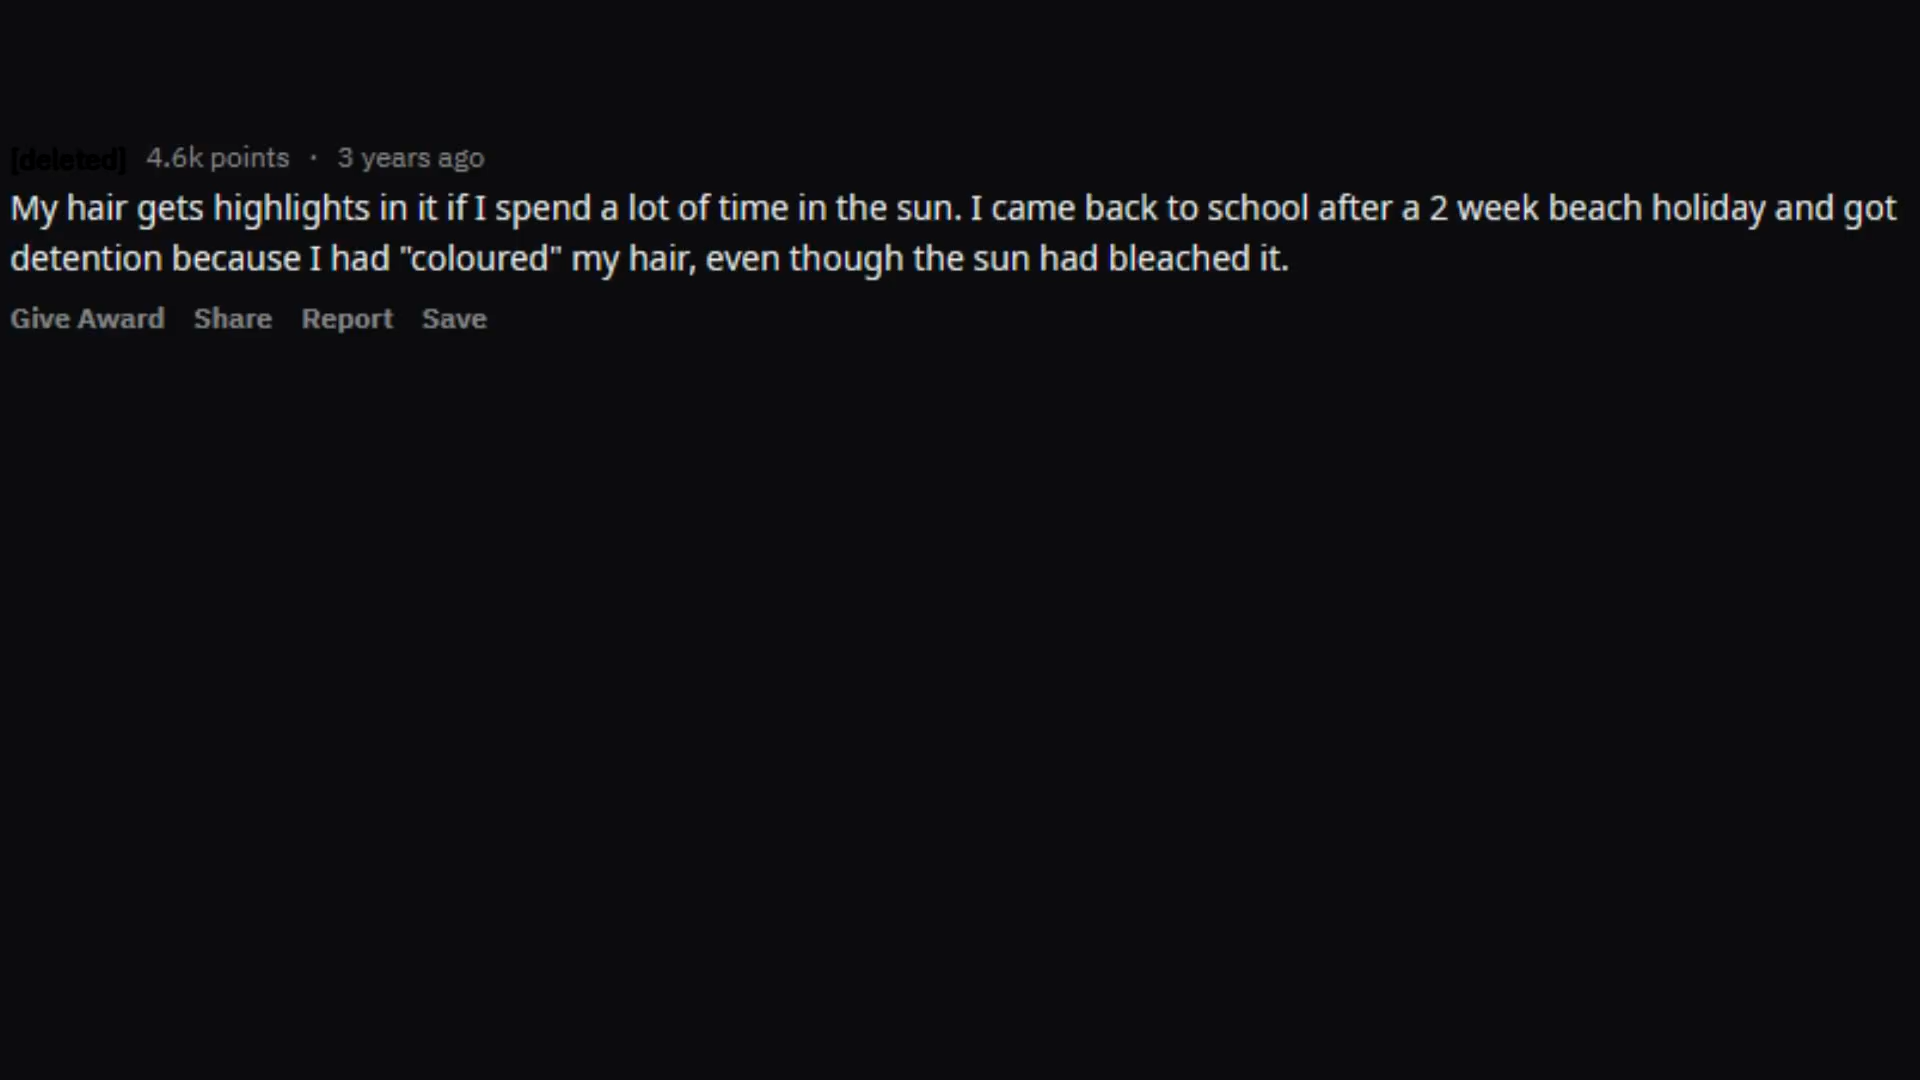 [deleted] 4.6k points · 3 years ago
My hair gets highlights in it if I spend a lot of time in the sun. I came back to school after a 2 week beach holiday and got
detention because I had "coloured" my hair, even though the sun had bleached it.
Give Award Share Report Save